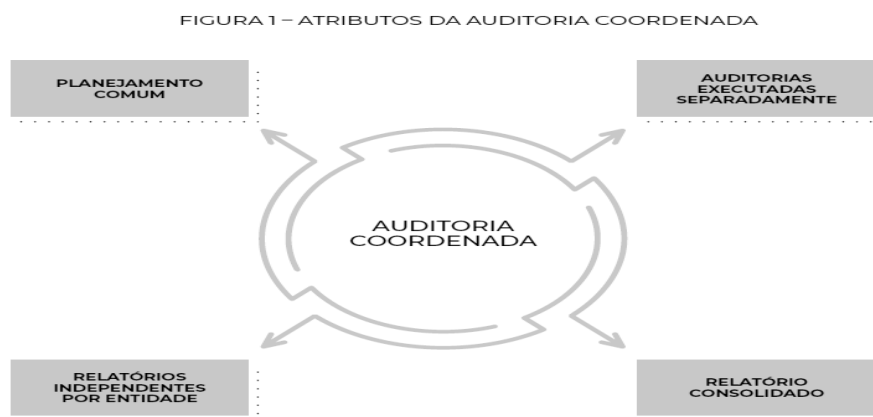 FIGURA 1 – ATRIBUTOS DA AUDITORIA COORDENADA
PLANEJAMENTO
COMUM
AUDITORIAS
EXECUTADAS
SEPARADAMENTE
AUDITORIA
COORDENADA
RELATÓRIOS
INDEPENDENTES
POR ENTIDADE
RELATÓRIO
CONSOLIDADO